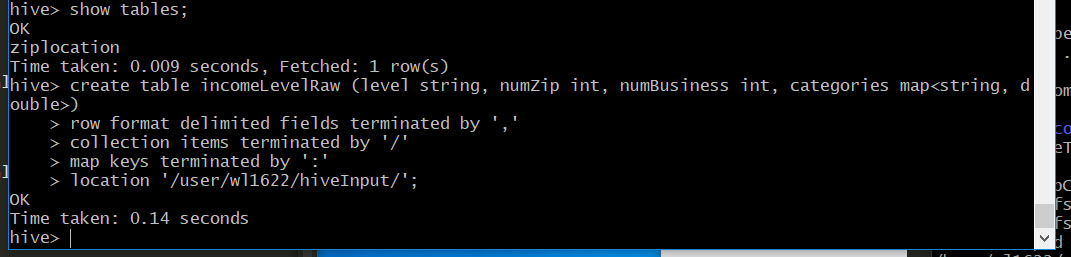 hive> show tables;
OK
ziplocation
Time taken: 0.009 seconds, Fetched: 1 row(s)
hive> create table incomeLevelRaw (level string, numZip int, numBusiness int, categories map<string, d
ouble>)
    > row format delimited fields terminated by ','
    > collection items terminated by '/'
    > map keys terminated by ':'
    > location '/user/wl1622/hiveInput/';
OK
Time taken: 0.14 seconds
hive>